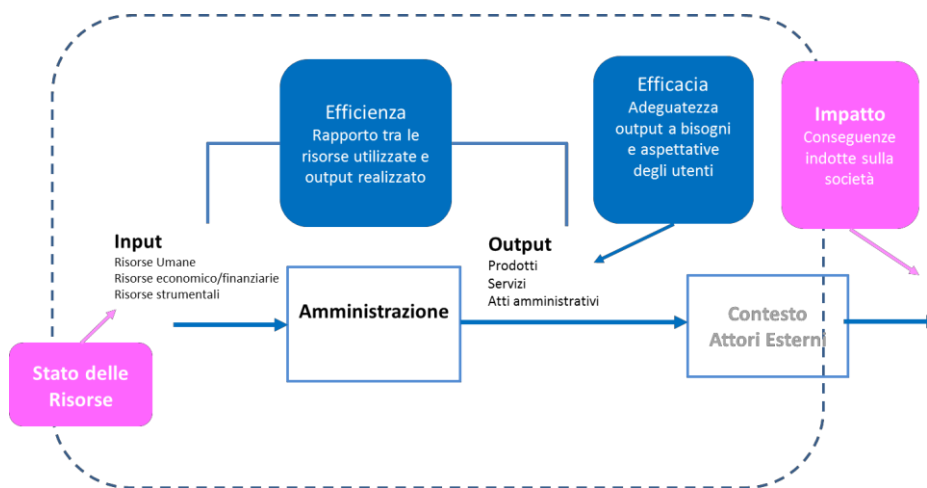 Efficienza
Rapporto tra le
risorse utilizzate e
output realizzato
Efficacia
Adeguatezza
output a bisogni
e aspettative
degli utenti
Impatto
Conseguenze
indotte sulla
società
Input
Risorse Umane
Risorse economico/finanziarie
Risorse strumentali
Output
Prodotti
Servizi
Atti amministrativi
Amministrazione
Contesto
Attori Esterni
Stato delle
Risorse